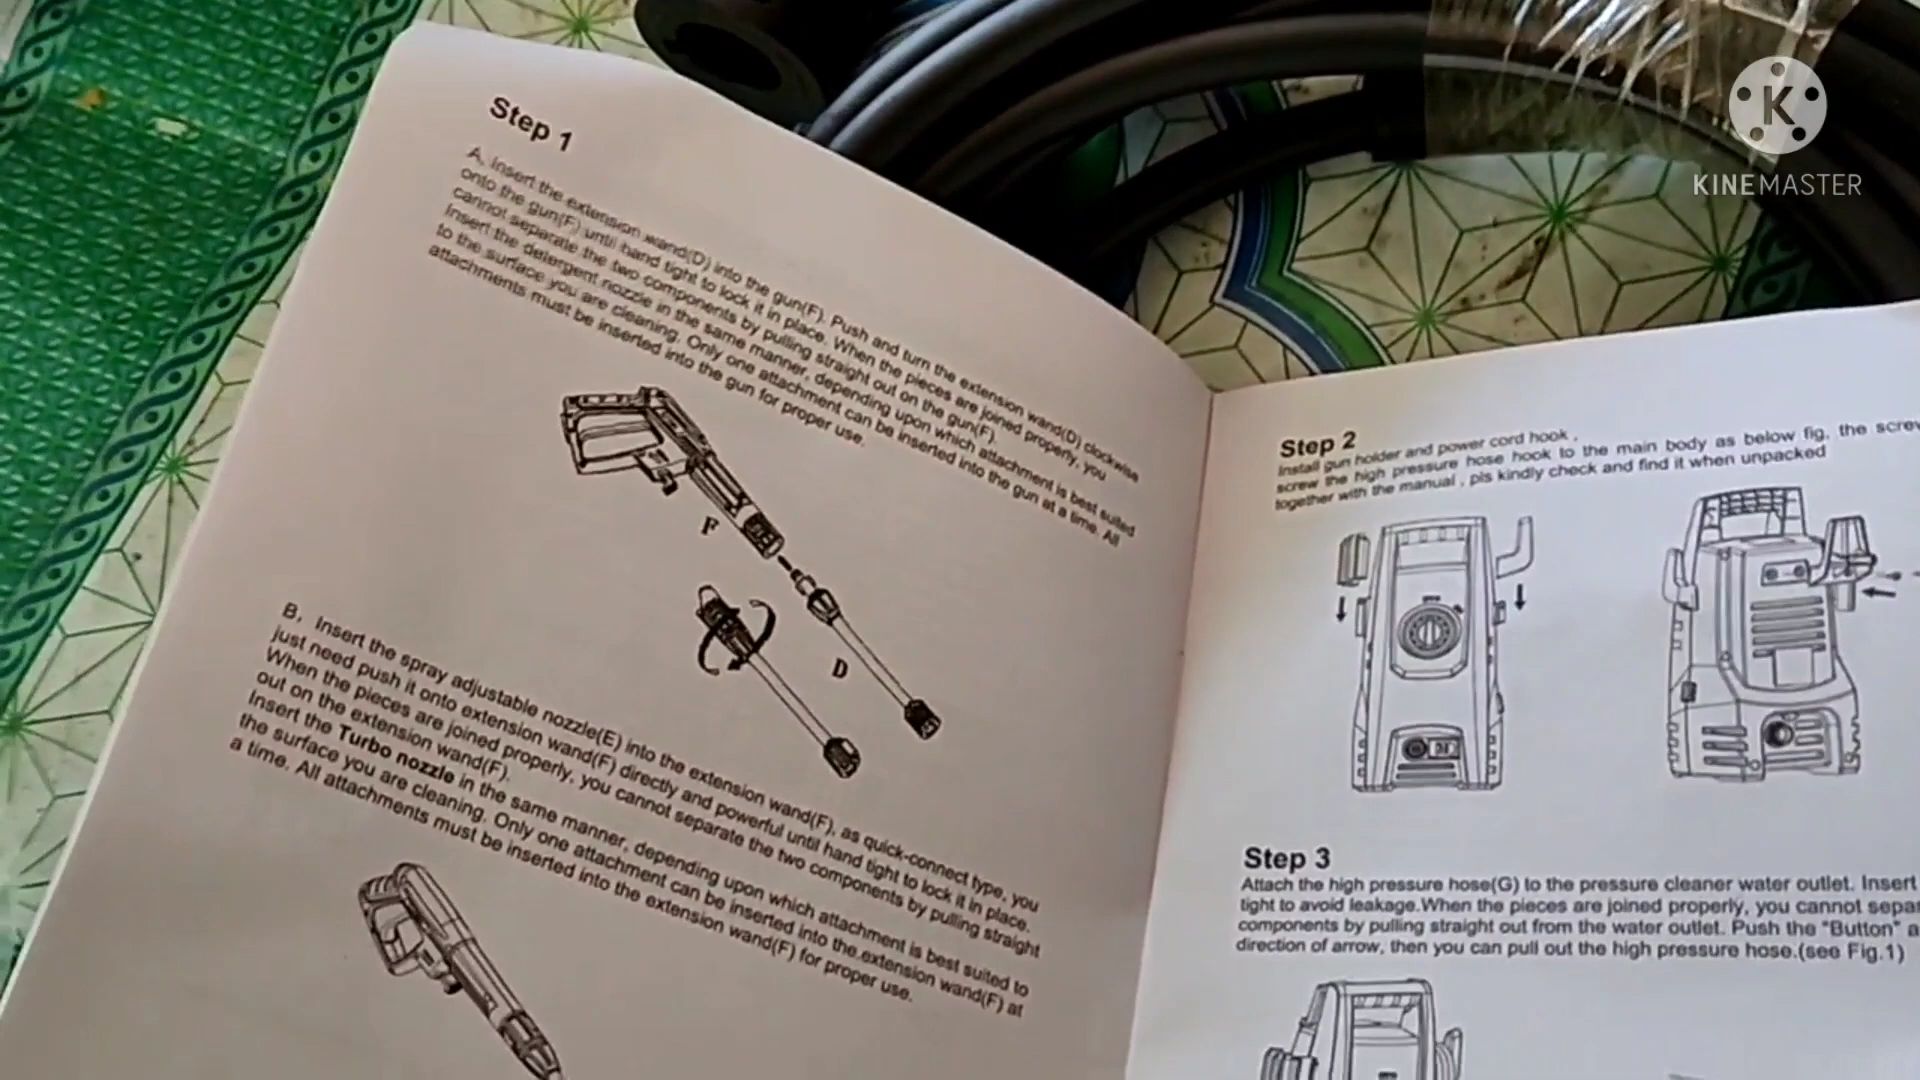 Step 1
A, Insert the extension wand(D) into the gun(F). Push and turn the extension wand(D) clockwise
onto the gun(F) until hand tight to lock it in place. When the pieces are joined properly, you
cannot separate the two components by pulling straight out on the gun(F).
Insert the detergent nozzle in the same manner, depending upon which attachment is best suited
to the surface you are cleaning. Only one attachment can be inserted into the gun at a time. All
attachments must be inserted into the gun for proper use.
F
D
B, Insert the spray adjustable nozzle(E) into the extension wand(F), as quick-connect type, you
just need push it onto extension wand(F) directly and powerful until hand tight to lock it in place.
When the pieces are joined properly, you cannot separate the two components by pulling straight
out on the extension wand(F).
Insert the Turbo nozzle in the same manner, depending upon which attachment is best suited to
the surface you are cleaning. Only one attachment can be inserted into the.extension wand(F) at
a time. All attachments must be inserted into the extension wand(F) for proper use.
Step 2
Install gun holder and power cord hook ,
screw the high pressure hose hook to the main body as below fig, the screw
together with the manual , pls kindly check and find it when unpacked
Step 3
Attach the high pressure hose(G) to the pressure cleaner water outlet. Insert
tight to avoid leakage.When the pieces are joined properly, you cannot separ
components by pulling straight out from the water outlet. Push the "Button" a
direction of arrow, then you can pull out the high pressure hose.(see Fig.1)
K
KINEMASTER